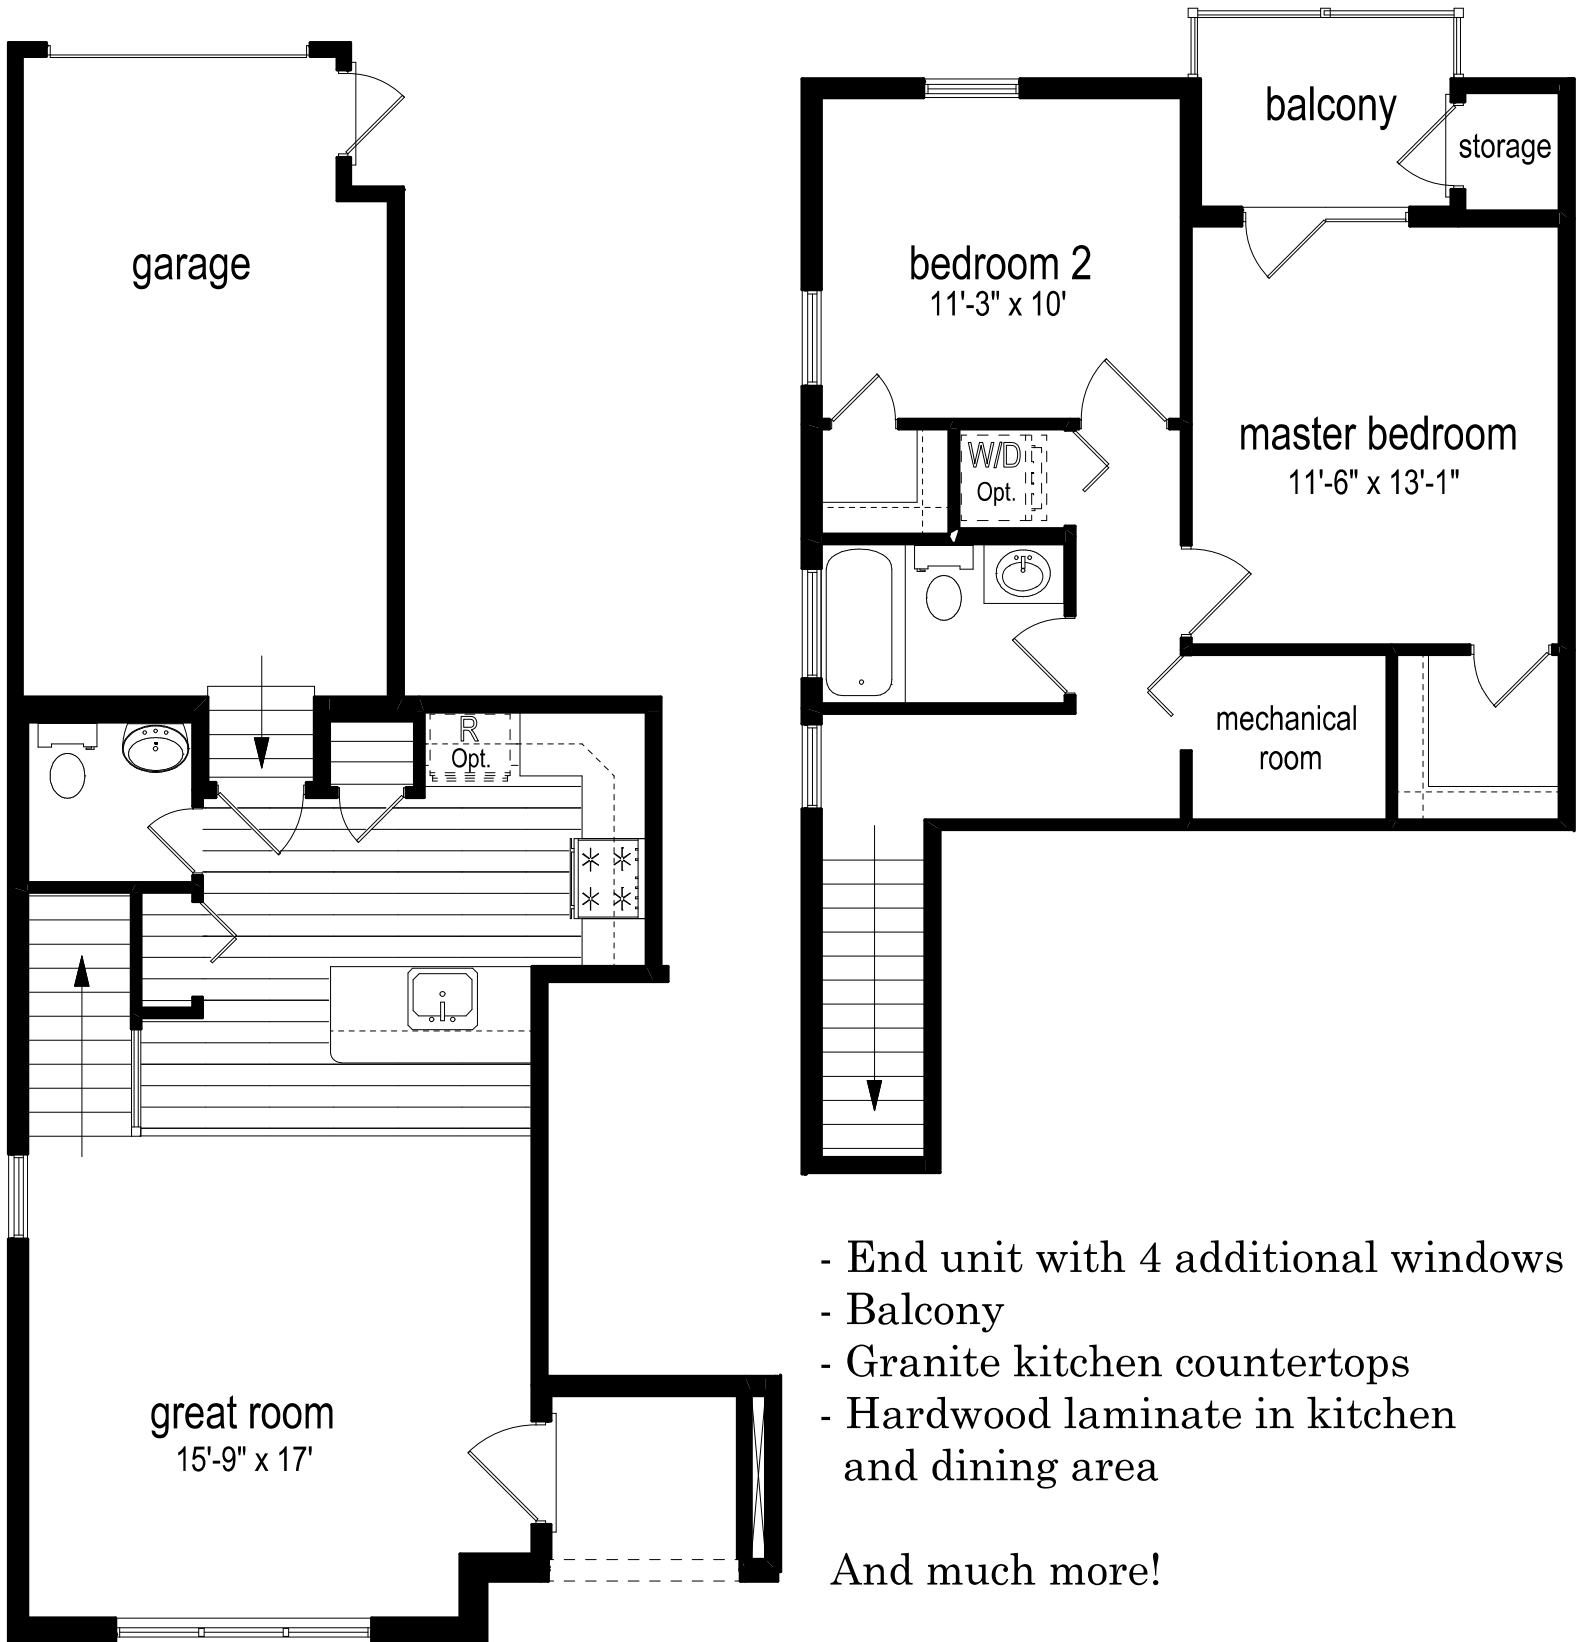 garage
R
Opt.
great room
15'-9" x 17'
balcony
storage
bedroom 2
11'-3" x 10'
master bedroom
11'-6" x 13'-1"
W/D
Opt.
mechanical
room
- End unit with 4 additional windows
- Balcony
- Granite kitchen countertops
- Hardwood laminate in kitchen
and dining area
And much more!